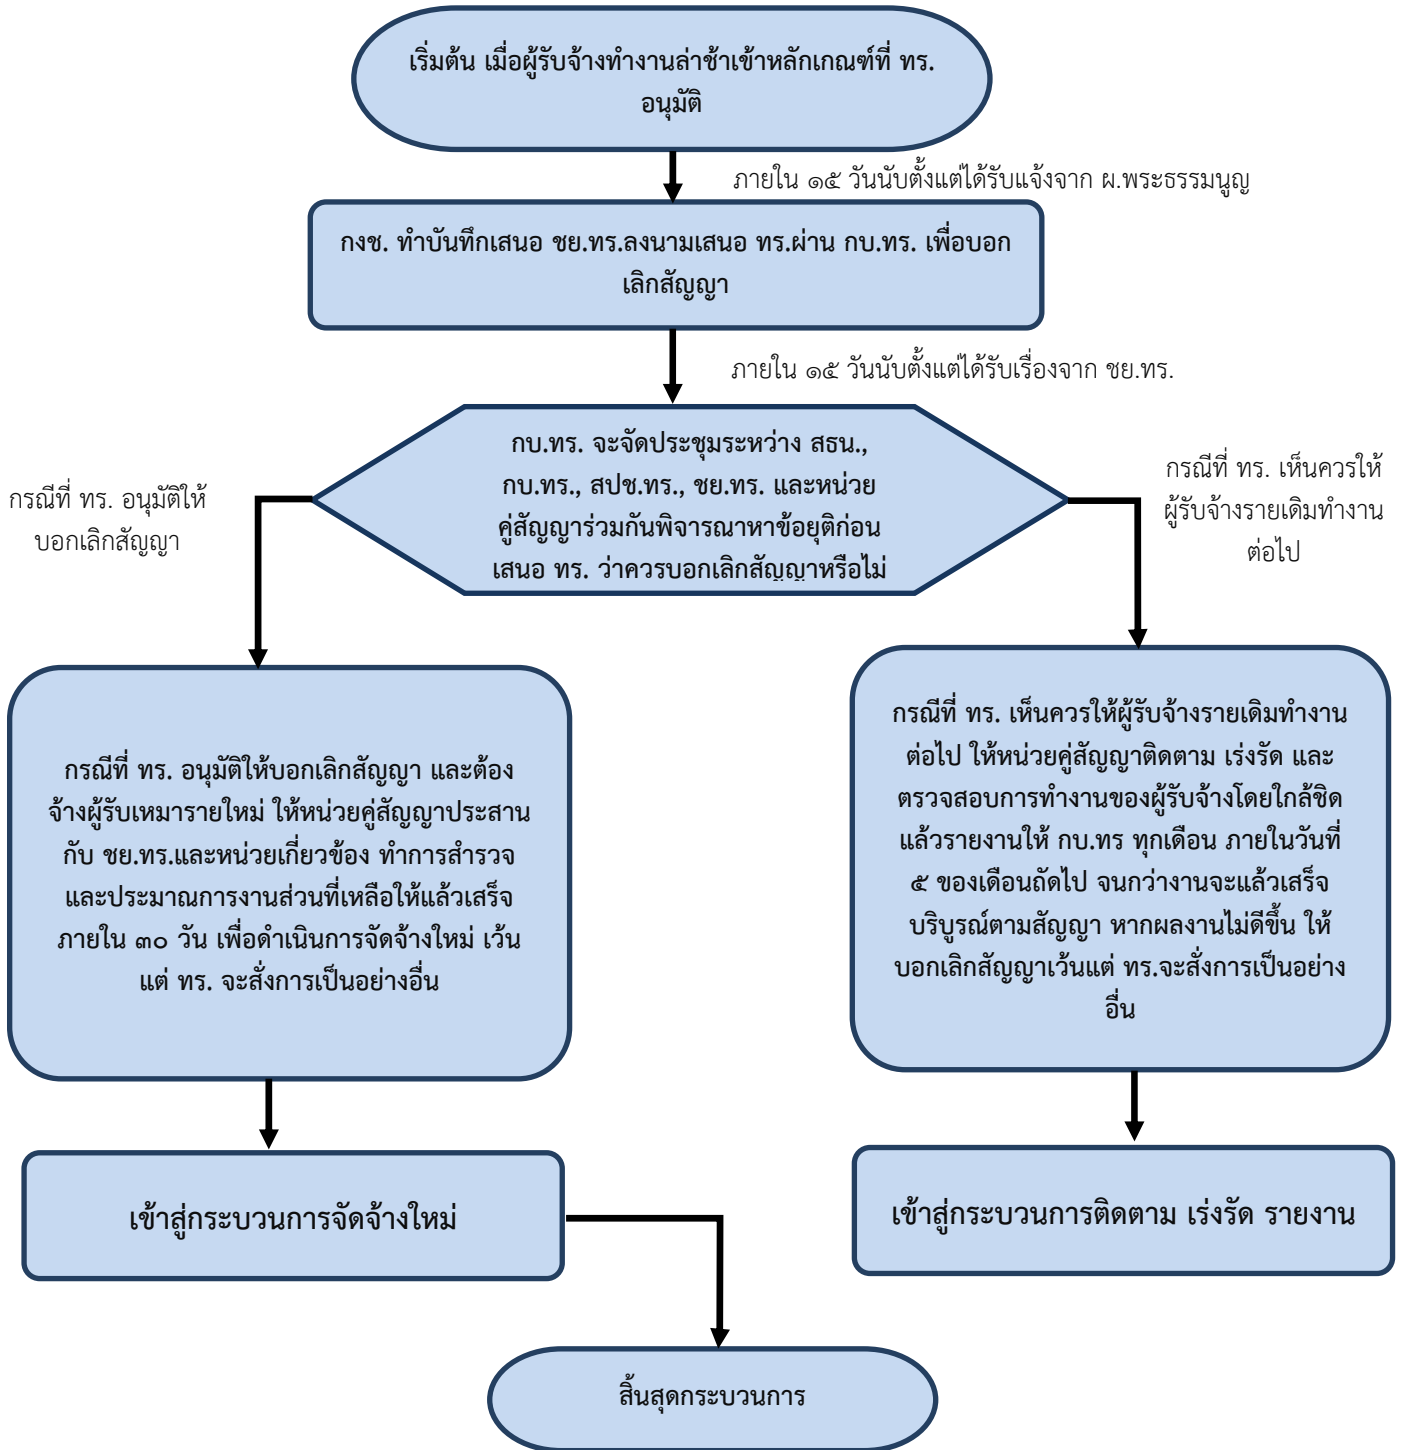 เริ่มต้น เมื่อผู้รับจ้างทำงานล่าช้าเข้าหลักเกณฑ์ที่ ทร.
อนุมัติ
ภายใน ๑๕ วันนับตั้งแต่ได้รับแจ้งจาก ผ.พระธรรมนูญ
กงช. ทำบันทึกเสนอ ชย.ทร.ลงนามเสนอ ทร.ผ่าน กบ.ทร. เพื่อบอก
เลิกสัญญา
ภายใน ๑๕ วันนับตั้งแต่ได้รับเรื่องจาก ชย.ทร.
กบ.ทร. จะจัดประชุมระหว่าง สธน.,
กบ.ทร., สปช.ทร., ชย.ทร. และหน่วย
คู่สัญญาร่วมกันพิจารณาหาข้อยุติก่อน
เสนอ ทร. ว่าควรบอกเลิกสัญญาหรือไม่
กรณีที่ ทร. อนุมัติให้
บอกเลิกสัญญา
กรณีที่ ทร. เห็นควรให้
ผู้รับจ้างรายเดิมทำงาน
ต่อไป
กรณีที่ ทร. อนุมัติให้บอกเลิกสัญญา และต้อง
จ้างผู้รับเหมารายใหม่ ให้หน่วยคู่สัญญาประสาน
กับ ชย.ทร.และหน่วยเกี่ยวข้อง ทำการสำรวจ
และประมาณการงานส่วนที่เหลือให้แล้วเสร็จ
ภายใน ๓๐ วัน เพื่อดำเนินการจัดจ้างใหม่ เว้น
แต่ ทร. จะสั่งการเป็นอย่างอื่น
กรณีที่ ทร. เห็นควรให้ผู้รับจ้างรายเดิมทำงาน
ต่อไป ให้หน่วยคู่สัญญาติดตาม เร่งรัด และ
ตรวจสอบการทำงานของผู้รับจ้างโดยใกล้ชิด
แล้วรายงานให้ กบ.ทร ทุกเดือน ภายในวันที่
๕ ของเดือนถัดไป จนกว่างานจะแล้วเสร็จ
บริบูรณ์ตามสัญญา หากผลงานไม่ดีขึ้น ให้
บอกเลิกสัญญาเว้นแต่ ทร.จะสั่งการเป็นอย่าง
อื่น
เข้าสู่กระบวนการจัดจ้างใหม่
เข้าสู่กระบวนการติดตาม เร่งรัด รายงาน
สิ้นสุดกระบวนการ